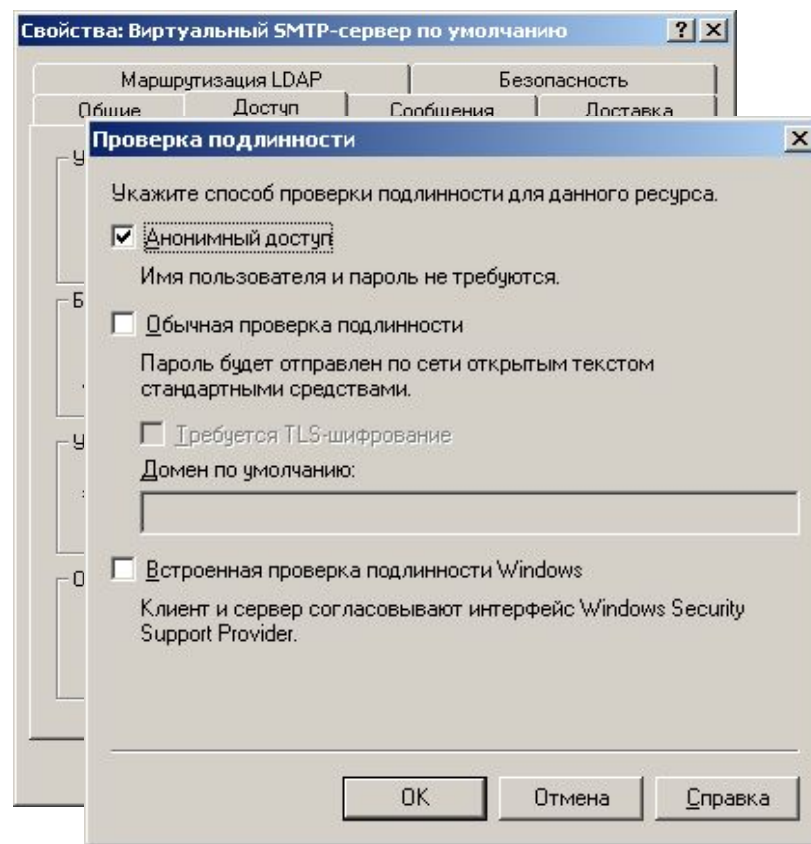 Свойства: Виртуальный SMTP-сервер по умолчанию
Маршрутизация LDAP Безопасность
Общие Доступ Сообщения Доставка
Проверка подлинности
Укажите способ проверки подлинности для данного ресурса.
Анонимный доступ
Имя пользователя и пароль не требуются.
Обычная проверка подлинности
Пароль будет отправлен по сети открытым текстом
стандартными средствами.
Требуется TLS-шифрование
Домен по умолчанию:
Встроенная проверка подлинности Windows
Клиент и сервер согласовывают интерфейс Windows Security
Support Provider.
OK Отмена Справка